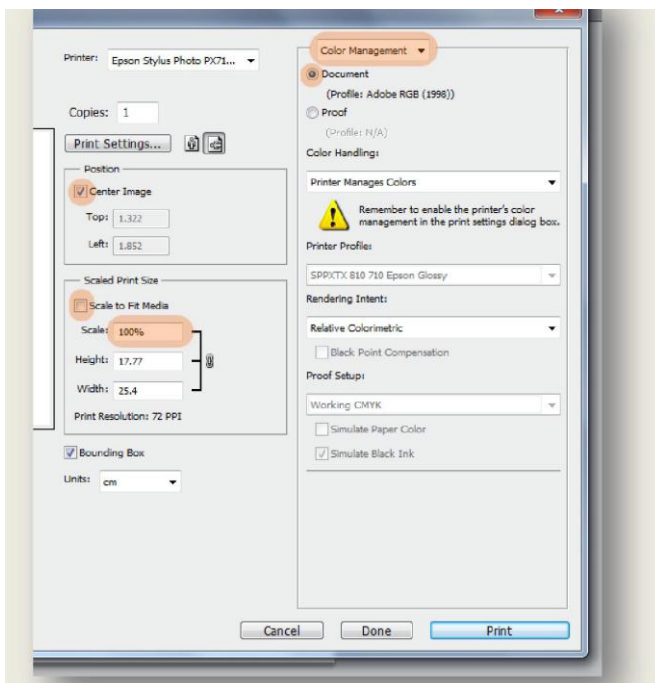 Printer: Epson Stylus Photo PX71...
Copies: 1
Print Settings...
Position
Center Image
Top: 1.322
Left: 1.852
Scaled Print Size
Scale to Fit Media
Scale: 100%
Height: 17.77
Width: 25.4
Print Resolution: 72 PPI
Bounding Box
Units: cm
Color Management
Document
(Profile: Adobe RGB (1998))
Proof
(Profile: N/A)
Color Handling:
Printer Manages Colors
Remember to enable the printer's color
management in the print settings dialog box.
Printer Profile:
SPPXTX 810 710 Epson Glossy
Rendering Intent:
Relative Colorimetric
Black Point Compensation
Proof Setup:
Working CMYK
Simulate Paper Color
Simulate Black Ink
Cancel Done Print